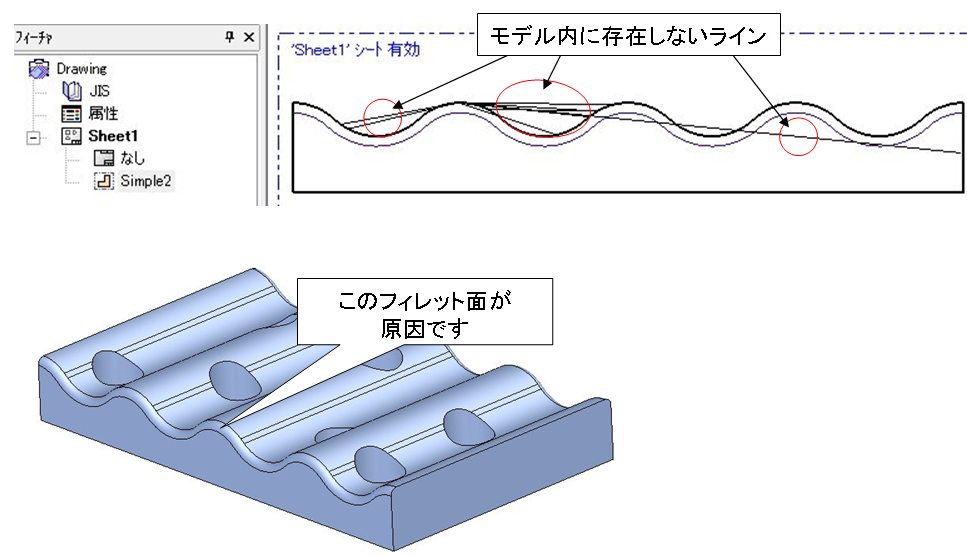 フィーチャ
Drawing
JIS
属性
Sheet1
なし
Simple2
'Sheet1' シート 有効
モデル内に存在しないライン
このフィレット面が
原因です